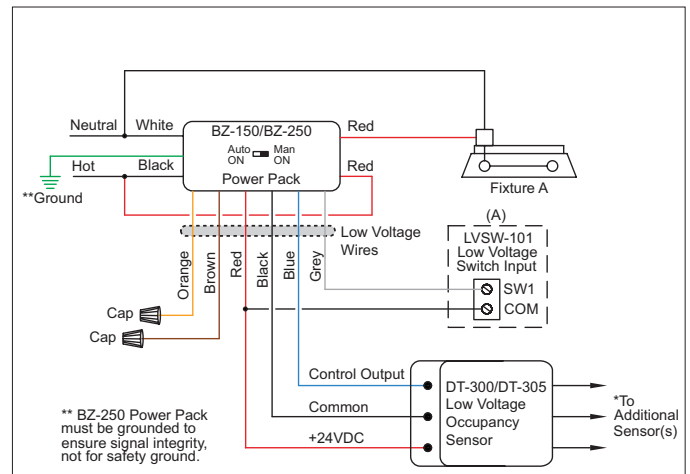 Neutral
White
BZ-150/BZ-250
Auto
ON
Man
ON
Power Pack
Red
Hot
Black
Red
**Ground
Fixture A
Low Voltage
Wires
Orange
Brown
Red
Black
Blue
Grey
(A)
LVSW-101
Low Voltage
Switch Input
SW1
COM
Cap
Cap
Control Output
Common
+24VDC
DT-300/DT-305
Low Voltage
Occupancy
Sensor
*To
Additional
Sensor(s)
** BZ-250 Power Pack
must be grounded to
ensure signal integrity,
not for safety ground.